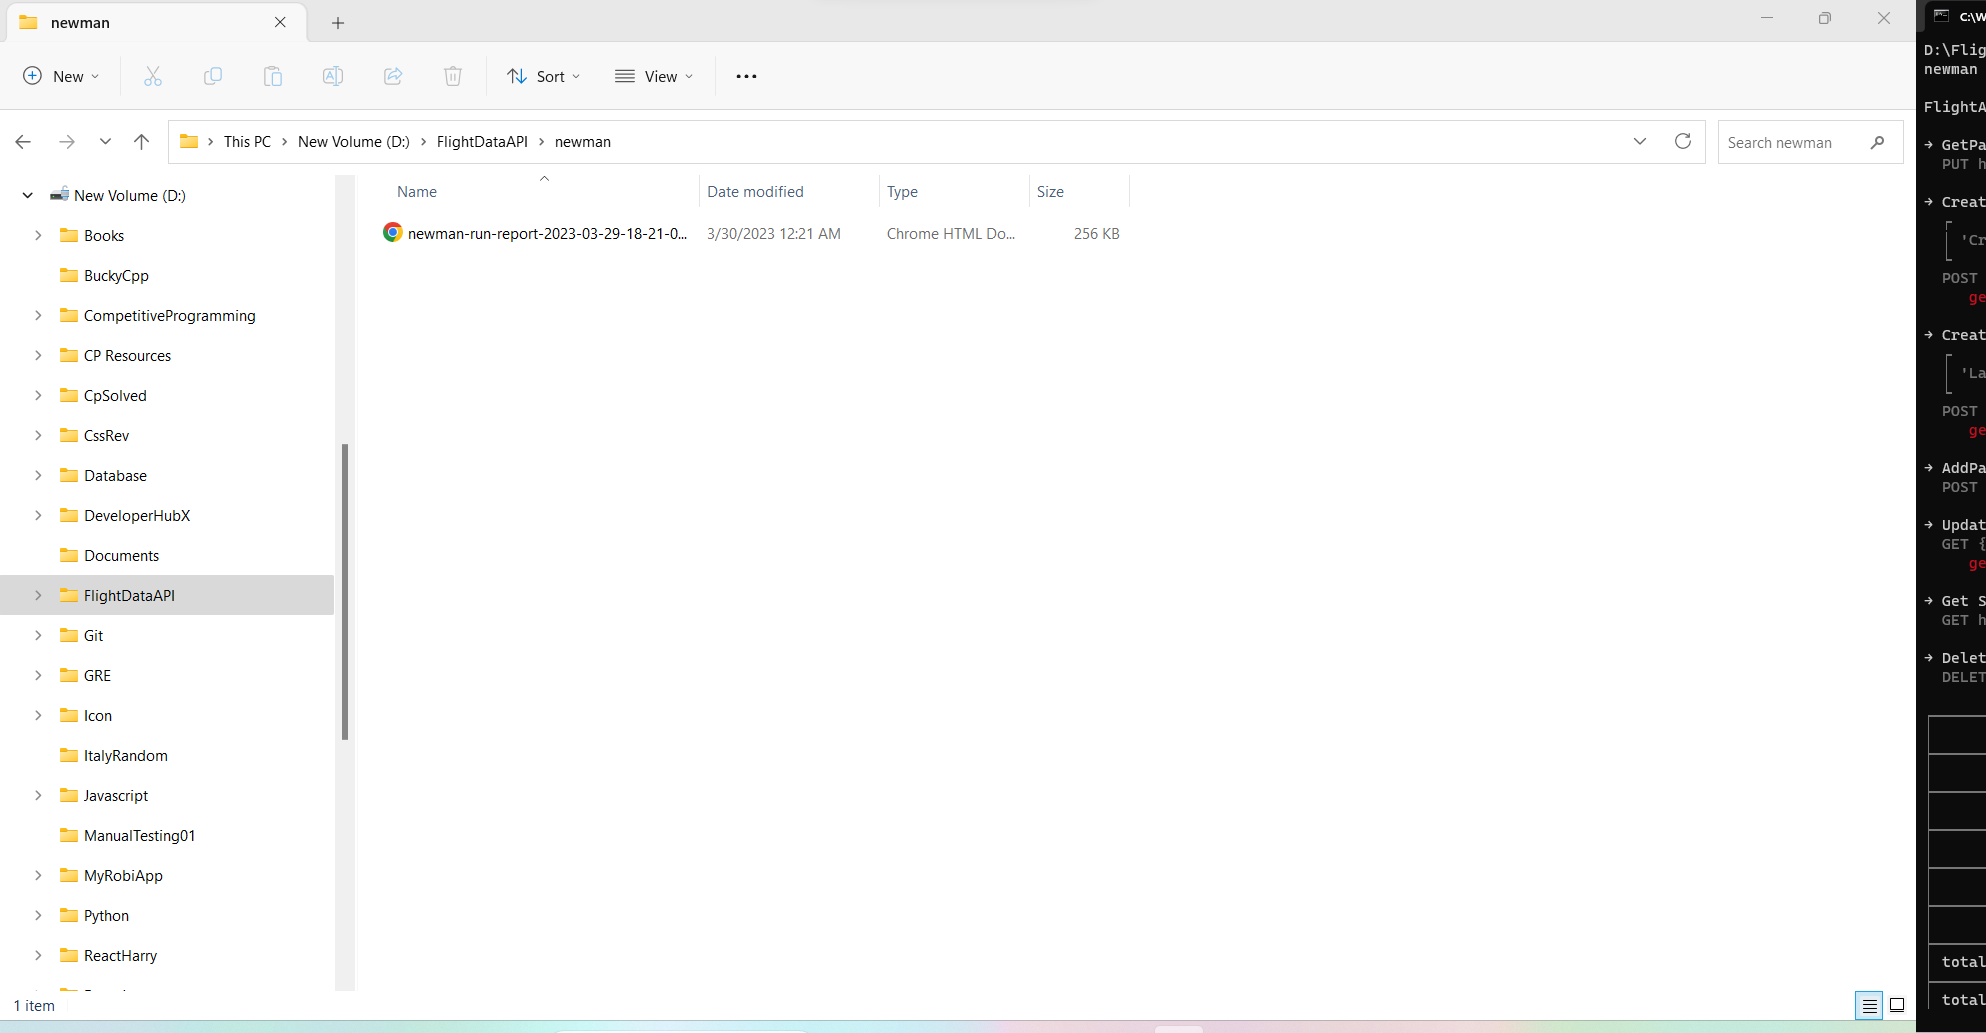 newman
New
Sort
View
This PC > New Volume (D:) > FlightDataAPI > newman
Search newman
New Volume (D:)
Books
BuckyCpp
CompetitiveProgramming
CP Resources
CpSolved
CssRev
Database
DeveloperHubX
Documents
FlightDataAPI
Git
GRE
Icon
ItalyRandom
Javascript
ManualTesting01
MyRobiApp
Python
ReactHarry
Name Date modified Type Size
newman-run-report-2023-03-29-18-21-0... 3/30/2023 12:21 AM Chrome HTML Do... 256 KB
1 item
C:\W
D:\Flig
newman
FlightA
→ GetPa
PUT h
→ Creat
'Cr
POST
ge
→ Creat
'La
POST
ge
→ AddPa
POST
→ Updat
GET {
ge
→ Get S
GET h
→ Delet
DELET
total
total